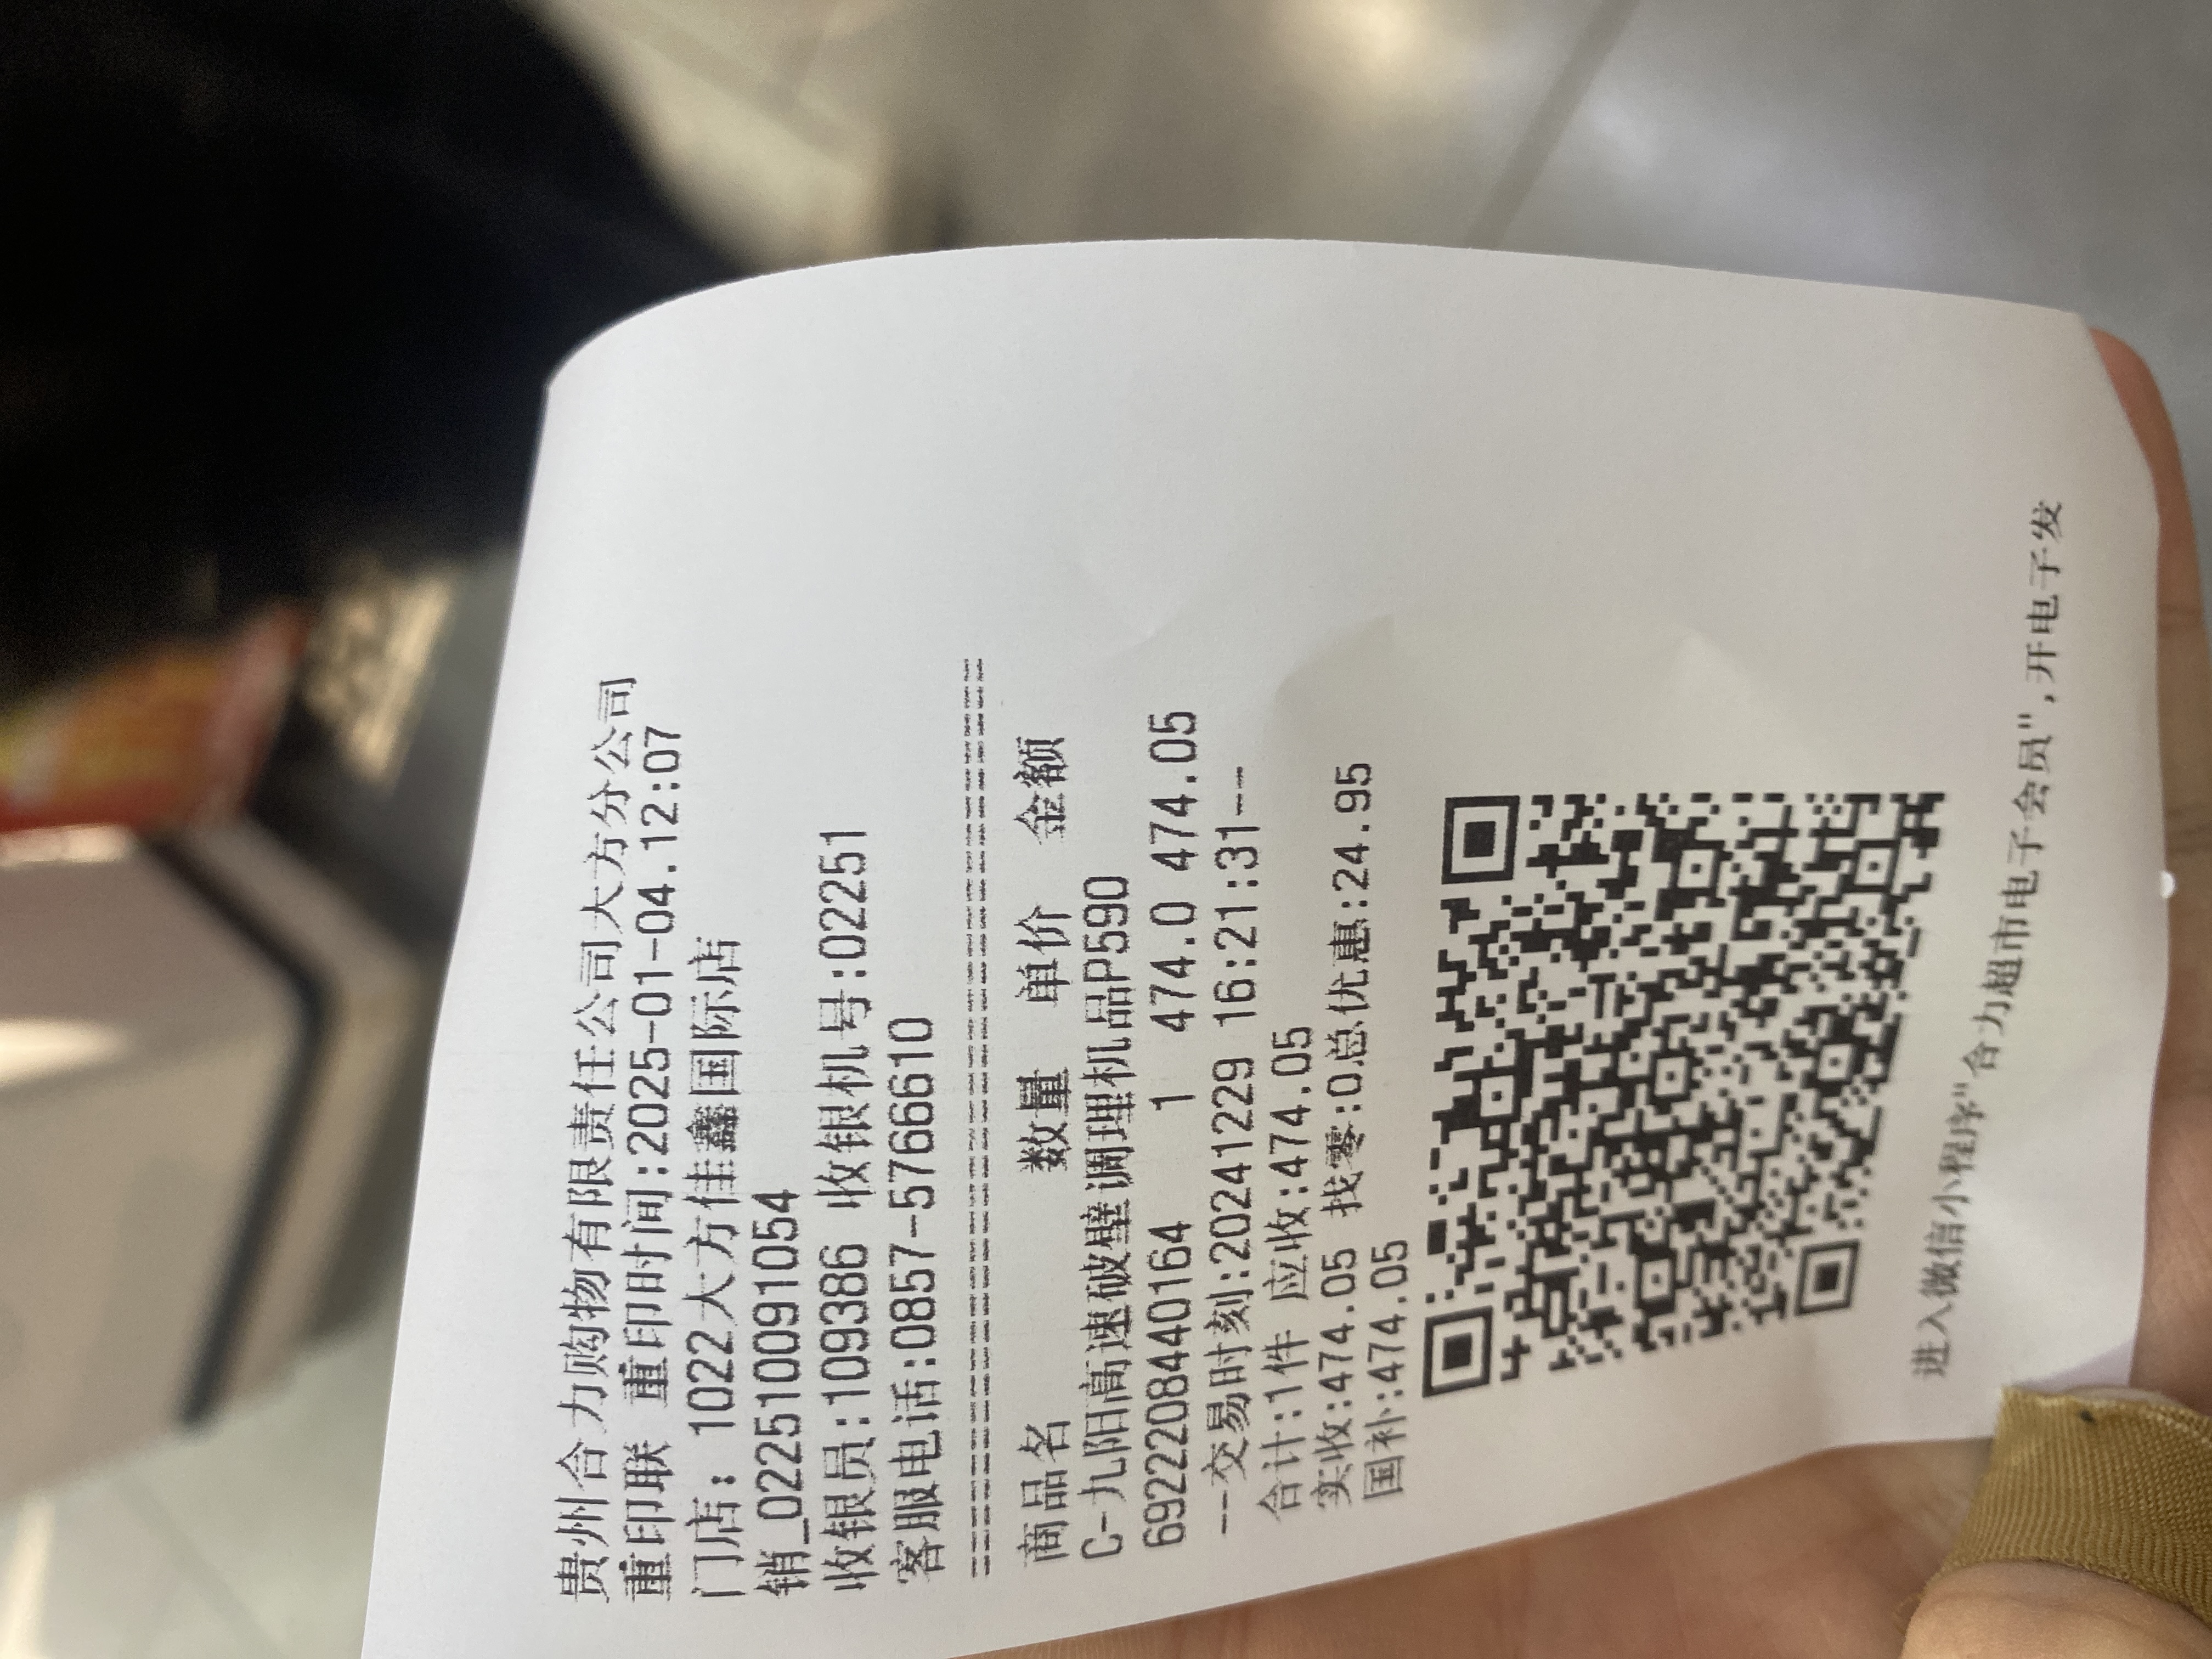 贵州合力购物有限责任公司大方分公司
重印联 重印时间:2025-01-04.12:07
门店: 1022大方佳鑫国际店
销_022510091054
收银员:109386 收银机号:02251
客服电话:0857-5766610
================================
商品名 数量 单价 金额
C-九阳高速破壁调理机品P590
6922208440164 1 474.0 474.05
--交易时刻:20241229 16:21:31--
合计:1件 应收:474.05
实收:474.05 找零:0总优惠:24.95
国补:474.05
进入微信小程序"合力超市电子会员",开电子发